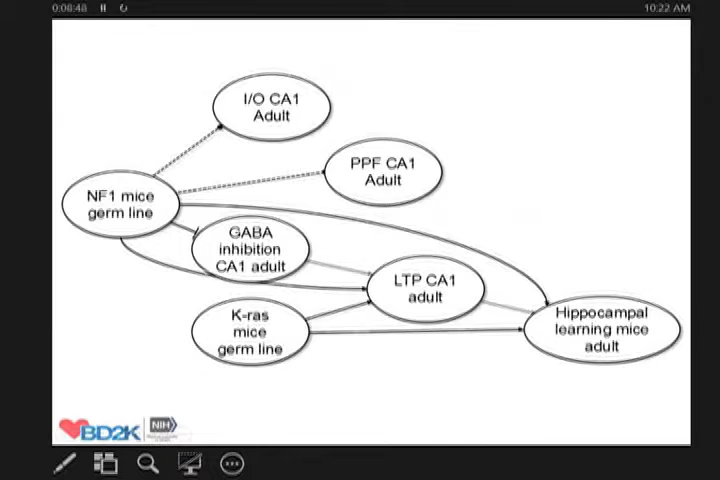 0:08:48
10:22 AM
I/O CA1
Adult
PPF CA1
Adult
NF1 mice
germ line
GABA
inhibition
CA1 adult
LTP CA1
adult
K-ras
mice
germ line
Hippocampal
learning mice
adult
BD2K
NIH